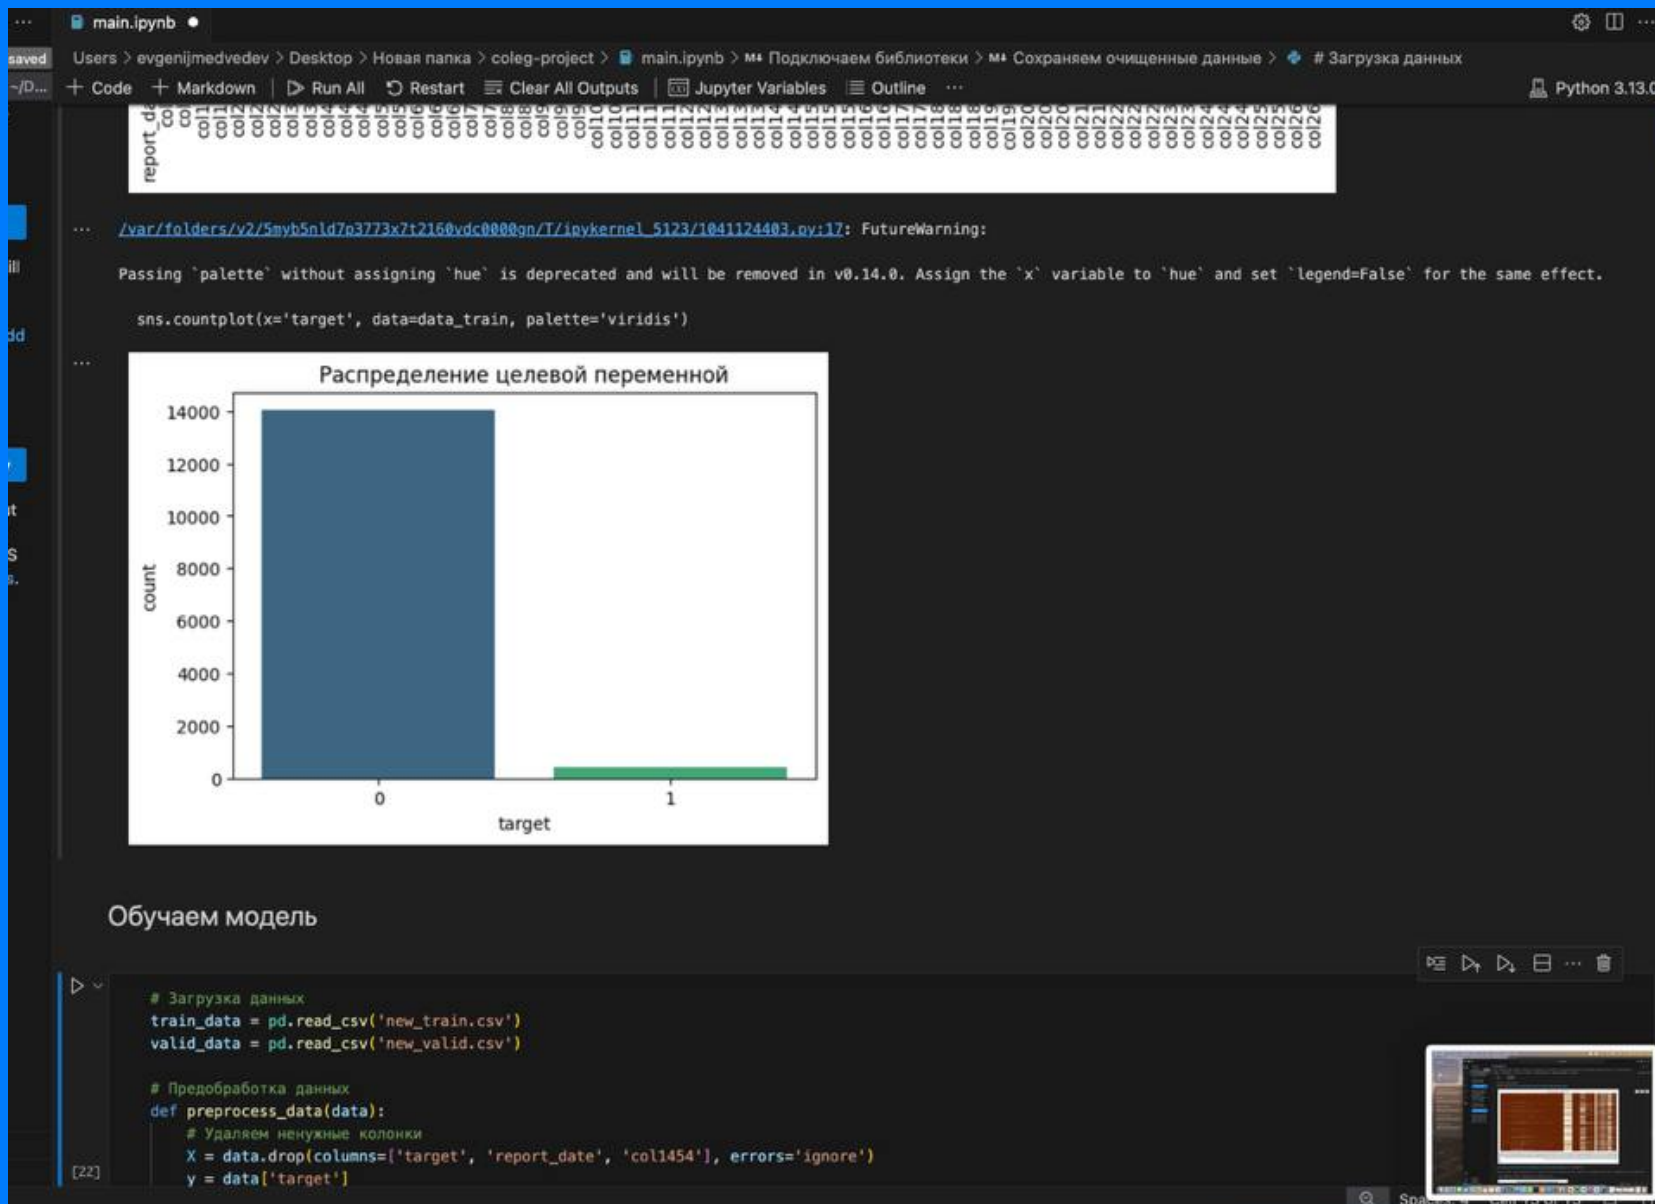 main.ipynb
saved
Users > evgenijmedvedev > Desktop > Новая папка > coleg-project > main.ipynb > M↓ Подключаем библиотеки > M↓ Сохраняем очищенные данные > # Загрузка данных
~/D...
+ Code + Markdown | Run All Restart Clear All Outputs | Jupyter Variables Outline ...
Python 3.13.0
/var/folders/v2/5myb5nld7p3773x7t2160vdc0000gn/T/ipykernel_5123/1041124403.py:17: FutureWarning:
Passing `palette` without assigning `hue` is deprecated and will be removed in v0.14.0. Assign the `x` variable to `hue` and set `legend=False` for the same effect.
sns.countplot(x='target', data=data_train, palette='viridis')
Распределение целевой переменной
14000
12000
10000
8000
6000
4000
2000
0
count
0 1
target
Обучаем модель
# Загрузка данных
train_data = pd.read_csv('new_train.csv')
valid_data = pd.read_csv('new_valid.csv')
# Предобработка данных
def preprocess_data(data):
# Удаляем ненужные колонки
X = data.drop(columns=['target', 'report_date', 'col1454'], errors='ignore')
y = data['target']
[22]